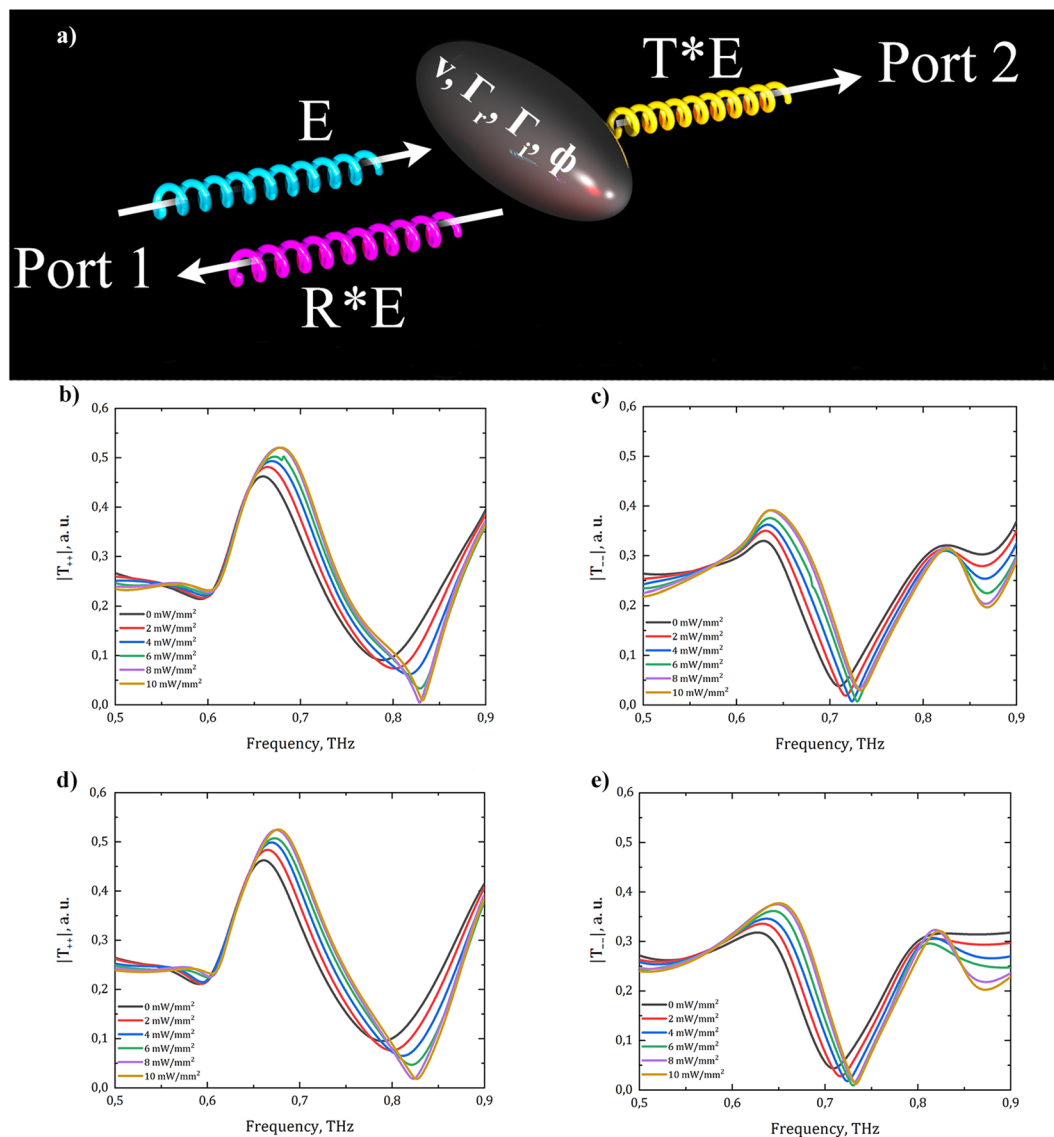 a)
E
ν, Γr, Γi, ϕ
T*E
Port 2
Port 1
R*E
b)
|T++|, a. u.
0,6
0,5
0,4
0,3
0,2
0,1
0,0
0 mW/mm²
2 mW/mm²
4 mW/mm²
6 mW/mm²
8 mW/mm²
10 mW/mm²
0,5 0,6 0,7 0,8 0,9
Frequency, THz
c)
|T--|, a. u.
0,6
0,5
0,4
0,3
0,2
0,1
0,0
0 mW/mm²
2 mW/mm²
4 mW/mm²
6 mW/mm²
8 mW/mm²
10 mW/mm²
0,5 0,6 0,7 0,8 0,9
Frequency, THz
d)
|T++|, a. u.
0,6
0,5
0,4
0,3
0,2
0,1
0,0
0 mW/mm²
2 mW/mm²
4 mW/mm²
6 mW/mm²
8 mW/mm²
10 mW/mm²
0,5 0,6 0,7 0,8 0,9
Frequency, THz
e)
|T--|, a. u.
0,6
0,5
0,4
0,3
0,2
0,1
0,0
0 mW/mm²
2 mW/mm²
4 mW/mm²
6 mW/mm²
8 mW/mm²
10 mW/mm²
0,5 0,6 0,7 0,8 0,9
Frequency, THz